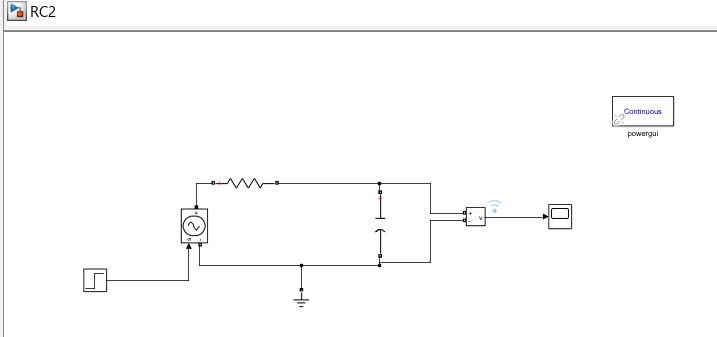 RC2
Continuous
powergui
+
s -
+
-
v